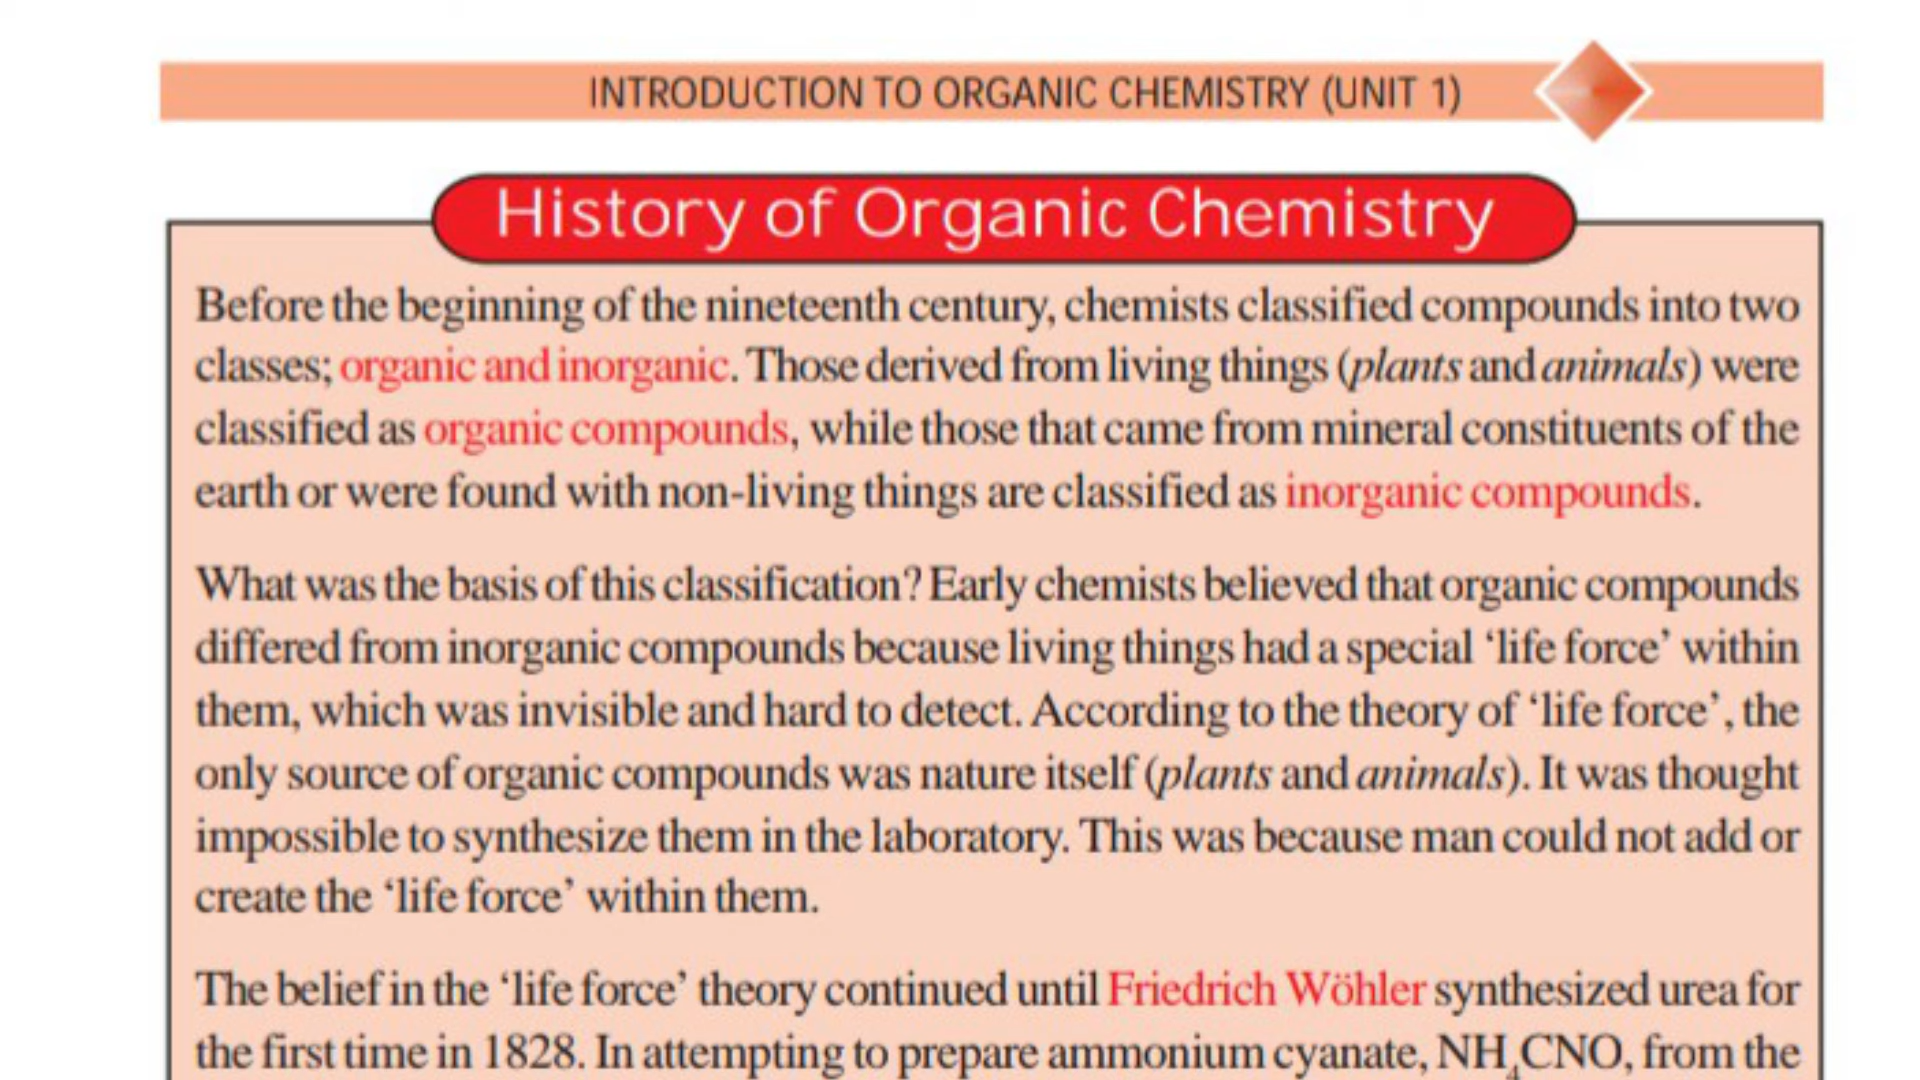 INTRODUCTION TO ORGANIC CHEMISTRY (UNIT 1)
History of Organic Chemistry
Before the beginning of the nineteenth century, chemists classified compounds into two
classes; organic and inorganic. Those derived from living things (plants and animals) were
classified as organic compounds, while those that came from mineral constituents of the
earth or were found with non-living things are classified as inorganic compounds.
What was the basis of this classification? Early chemists believed that organic compounds
differed from inorganic compounds because living things had a special ‘life force’ within
them, which was invisible and hard to detect. According to the theory of ‘life force’, the
only source of organic compounds was nature itself (plants and animals). It was thought
impossible to synthesize them in the laboratory. This was because man could not add or
create the ‘life force’ within them.
The belief in the ‘life force’ theory continued until Friedrich Wöhler synthesized urea for
the first time in 1828. In attempting to prepare ammonium cyanate, NH₄CNO, from the